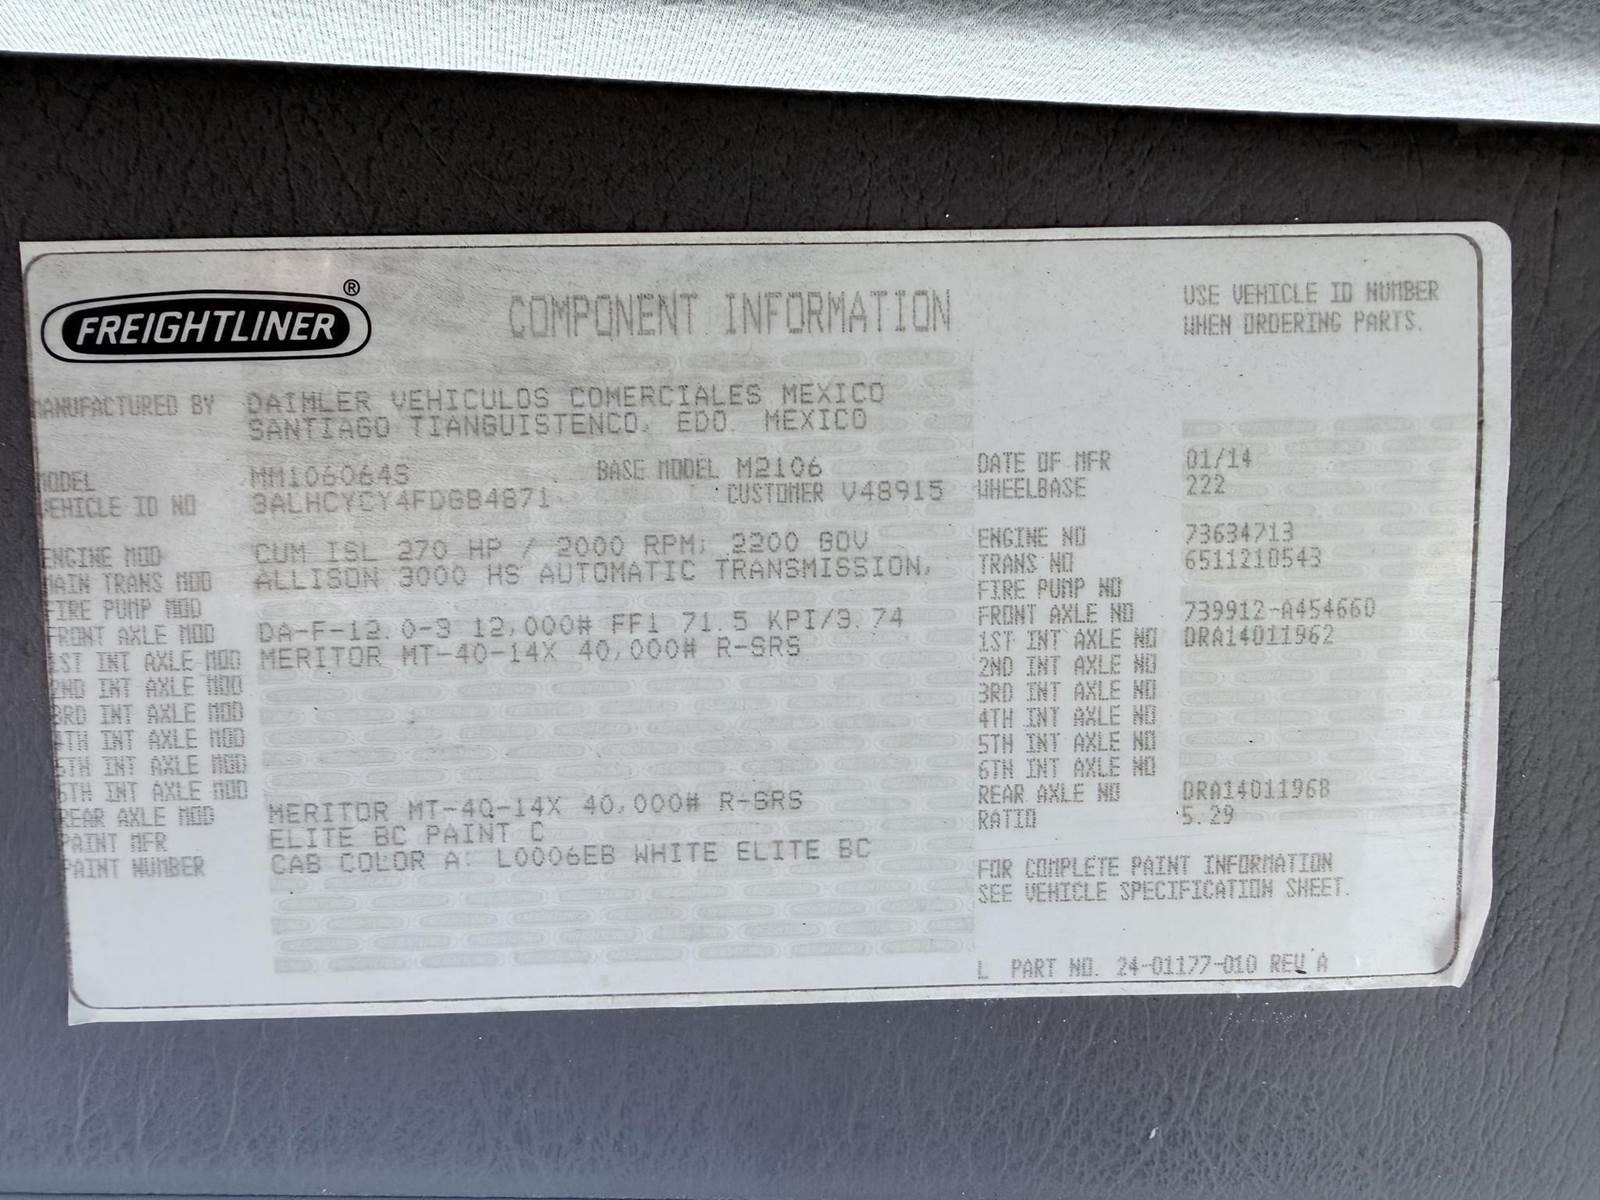 FREIGHTLINER ®
COMPONENT INFORMATION
USE VEHICLE ID NUMBER
WHEN ORDERING PARTS.
MANUFACTURED BY DAIMLER VEHICULOS COMERCIALES MEXICO
SANTIAGO TIANGUISTENCO, EDO. MEXICO
MODEL MM106064S BASE MODEL M2106 DATE OF MFR 01/14
VEHICLE ID NO 3ALHCYCY4FDGB4871 CUSTOMER V48915 WHEELBASE 222
ENGINE MOD CUM ISL 270 HP / 2000 RPM; 2200 GOV ENGINE NO 73634713
MAIN TRANS MOD ALLISON 3000 HS AUTOMATIC TRANSMISSION, TRANS NO 6511210543
FIRE PUMP MOD FIRE PUMP NO
FRONT AXLE MOD DA-F-12.0-3 12,000# FF1 71.5 KPI/3.74 FRONT AXLE NO 739912-A454660
1ST INT AXLE MOD MERITOR MT-40-14X 40,000# R-SRS 1ST INT AXLE NO DRA14011962
2ND INT AXLE MOD 2ND INT AXLE NO
3RD INT AXLE MOD 3RD INT AXLE NO
4TH INT AXLE MOD 4TH INT AXLE NO
5TH INT AXLE MOD 5TH INT AXLE NO
6TH INT AXLE MOD 6TH INT AXLE NO
REAR AXLE MOD MERITOR MT-40-14X 40,000# R-SRS REAR AXLE NO DRA14011968
PAINT MFR ELITE BC PAINT C RATIO 5.29
PAINT NUMBER CAB COLOR A: L0006EB WHITE ELITE BC
FOR COMPLETE PAINT INFORMATION
SEE VEHICLE SPECIFICATION SHEET.
L PART NO. 24-01177-010 REV A